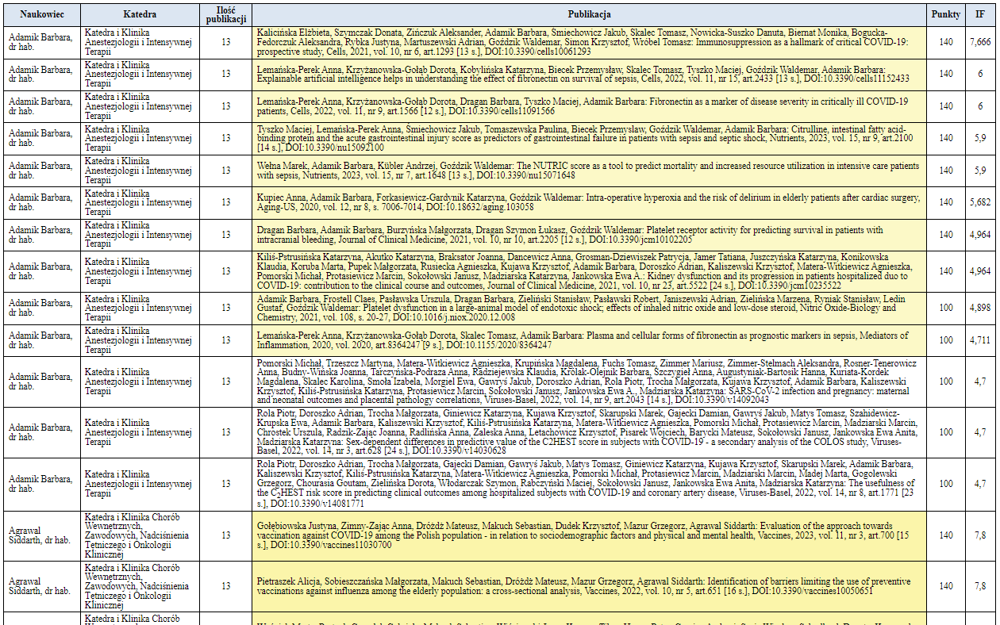 Naukowiec Katedra Ilość publikacji Publikacja Punkty IF
Adamik Barbara, dr hab. Katedra i Klinika Anestezjologii i Intensywnej Terapii 13
Kalicińska Elżbieta, Szymczak Donata, Zińczuk Aleksander, Adamik Barbara, Śmiechowicz Jakub, Skalec Tomasz, Nowicka-Suszko Danuta, Biernat Monika, Bogucka-
Fedorczuk Aleksandra, Rybka Justyna, Martuszewski Adrian, Goździk Waldemar, Simon Krzysztof, Wróbel Tomasz: Immunosuppression as a hallmark of critical COVID-19:
prospective study, Cells, 2021, vol. 10, nr 6, art.1293 [13 s.], DOI:10.3390/cells10061293
140 7,666
Adamik Barbara, dr hab. Katedra i Klinika Anestezjologii i Intensywnej Terapii 13
Lemańska-Perek Anna, Krzyżanowska-Gołąb Dorota, Kobylińska Katarzyna, Biecek Przemysław, Skalec Tomasz, Tyszko Maciej, Goździk Waldemar, Adamik Barbara:
Explainable artificial intelligence helps in understanding the effect of fibronectin on survival of sepsis, Cells, 2022, vol. 11, nr 15, art.2433 [13 s.], DOI:10.3390/cells11152433
140 6
Adamik Barbara, dr hab. Katedra i Klinika Anestezjologii i Intensywnej Terapii 13
Lemańska-Perek Anna, Krzyżanowska-Gołąb Dorota, Dragan Barbara, Tyszko Maciej, Adamik Barbara: Fibronectin as a marker of disease severity in critically ill COVID-19
patients, Cells, 2022, vol. 11, nr 9, art.1566 [12 s.], DOI:10.3390/cells11091566
140 6
Adamik Barbara, dr hab. Katedra i Klinika Anestezjologii i Intensywnej Terapii 13
Tyszko Maciej, Lemańska-Perek Anna, Śmiechowicz Jakub, Tomaszewska Paulina, Biecek Przemyslaw, Goździk Waldemar, Adamik Barbara: Citrulline, intestinal fatty acid-
binding protein and the acute gastrointestinal injury score as predictors of gastrointestinal failure in patients with sepsis and septic shock, Nutrients, 2023, vol. 15, nr 9, art.2100
[14 s.], DOI:10.3390/nu15092100
140 5,9
Adamik Barbara, dr hab. Katedra i Klinika Anestezjologii i Intensywnej Terapii 13
Wełna Marek, Adamik Barbara, Kübler Andrzej, Goździk Waldemar: The NUTRIC score as a tool to predict mortality and increased resource utilization in intensive care patients
with sepsis, Nutrients, 2023, vol. 15, nr 7, art.1648 [13 s.], DOI:10.3390/nu15071648
140 5,9
Adamik Barbara, dr hab. Katedra i Klinika Anestezjologii i Intensywnej Terapii 13
Kupiec Anna, Adamik Barbara, Forkasiewicz-Gardynik Katarzyna, Goździk Waldemar: Intra-operative hyperoxia and the risk of delirium in elderly patients after cardiac surgery,
Aging-US, 2020, vol. 12, nr 8, s. 7006-7014, DOI:10.18632/aging.103058
140 5,682
Adamik Barbara, dr hab. Katedra i Klinika Anestezjologii i Intensywnej Terapii 13
Dragan Barbara, Adamik Barbara, Burzyńska Małgorzata, Dragan Szymon Łukasz, Goździk Waldemar: Platelet receptor activity for predicting survival in patients with
intracranial bleeding, Journal of Clinical Medicine, 2021, vol. 10, nr 10, art.2205 [12 s.], DOI:10.3390/jcm10102205
140 4,964
Adamik Barbara, dr hab. Katedra i Klinika Anestezjologii i Intensywnej Terapii 13
Kiliś-Pstrusińska Katarzyna, Akutko Katarzyna, Braksator Joanna, Dancewicz Anna, Grosman-Dziewiszek Patrycja, Jamer Tatiana, Juszczyńska Katarzyna, Konikowska
Klaudia, Koruba Marta, Pupek Małgorzata, Rusiecka Agnieszka, Kujawa Krzysztof, Adamik Barbara, Doroszko Adrian, Kaliszewski Krzysztof, Matera-Witkiewicz Agnieszka,
Pomorski Michał, Protasiewicz Marcin, Sokołowski Janusz, Madziarska Katarzyna, Jankowska Ewa A.: Kidney dysfunction and its progression in patients hospitalized duo to
COVID-19: contribution to the clinical course and outcomes, Journal of Clinical Medicine, 2021, vol. 10, nr 23, art.5522 [24 s.], DOI:10.3390/jcm10235522
140 4,964
Adamik Barbara, dr hab. Katedra i Klinika Anestezjologii i Intensywnej Terapii 13
Adamik Barbara, Frostell Claes, Pasławska Urszula, Dragan Barbara, Zieliński Stanisław, Pasławski Robert, Janiszewski Adrian, Zielińska Marzena, Ryniak Stanisław, Ledin
Gustaf, Goździk Waldemar: Platelet dysfunction in a large-animal model of endotoxic shock; effects of inhaled nitric oxide and low-dose steroid, Nitric Oxide-Biology and
Chemistry, 2021, vol. 108, s. 20-27, DOI:10.1016/j.niox.2020.12.008
100 4,898
Adamik Barbara, dr hab. Katedra i Klinika Anestezjologii i Intensywnej Terapii 13
Lemańska-Perek Anna, Krzyżanowska-Gołąb Dorota, Skalec Tomasz, Adamik Barbara: Plasma and cellular forms of fibronectin as prognostic markers in sepsis, Mediators of
Inflammation, 2020, vol. 2020, art.8364247 [9 s.], DOI:10.1155/2020/8364247
100 4,711
Adamik Barbara, dr hab. Katedra i Klinika Anestezjologii i Intensywnej Terapii 13
Pomorski Michał, Trzeszcz Martyna, Matera-Witkiewicz Agnieszka, Krupińska Magdalena, Fuchs Tomasz, Zimmer Mariusz, Zimmer-Stelmach Aleksandra, Rosner-Tenerowicz
Anna, Budny-Wińska Joanna, Tarczyńska-Podraza Anna, Radziejewska Klaudia, Królak-Olejnik Barbara, Szczygieł Anna, Augustyniak-Bartosik Hanna, Kuriata-Kordek
Magdalena, Skalec Karolina, Smoła Izabela, Morgiel Ewa, Gawryś Jakub, Doroszko Adrian, Rola Piotr, Trocha Małgorzata, Kujawa Krzysztof, Adamik Barbara, Kaliszewski
Krzysztof, Kiliś-Pstrusińska Katarzyna, Protasiewicz Marcin, Sokołowski Janusz, Jankowska Ewa A., Madziarska Katarzyna: SARS-CoV-2 infection and pregnancy: maternal
and neonatal outcomes and placental pathology correlations, Viruses-Basel, 2022, vol. 14, nr 9, art.2043 [14 s.], DOI:10.3390/v14092043
100 4,7
Adamik Barbara, dr hab. Katedra i Klinika Anestezjologii i Intensywnej Terapii 13
Rola Piotr, Doroszko Adrian, Trocha Małgorzata, Giniewicz Katarzyna, Kujawa Krzysztof, Skarupski Marek, Gajecki Damian, Gawryś Jakub, Matys Tomasz, Szahidewicz-
Krupska Ewa, Adamik Barbara, Kaliszewski Krzysztof, Kiliś-Pstrusińska Katarzyna, Matera-Witkiewicz Agnieszka, Pomorski Michał, Protasiewicz Marcin, Madziarski Marcin,
Chrostek Urszula, Radzik-Zając Joanna, Radlińska Anna, Zaleska Anna, Letachowicz Krzysztof, Pisarek Wojciech, Barycki Mateusz, Sokołowski Janusz, Jankowska Ewa Anita,
Madziarska Katarzyna: Sex-dependent differences in predictive value of the C2HEST score in subjects with COVID-19 - a secondary analysis of the COLOS study, Viruses-
Basel, 2022, vol. 14, nr 3, art.628 [24 s.], DOI:10.3390/v14030628
100 4,7
Adamik Barbara, dr hab. Katedra i Klinika Anestezjologii i Intensywnej Terapii 13
Rola Piotr, Doroszko Adrian, Trocha Małgorzata, Gajecki Damian, Gawryś Jakub, Matys Tomasz, Giniewicz Katarzyna, Kujawa Krzysztof, Skarupski Marek, Adamik Barbara,
Kaliszewski Krzysztof, Kiliś-Pstrusińska Katarzyna, Matera-Witkiewicz Agnieszka, Pomorski Michał, Protasiewicz Marcin, Madziarski Marcin, Madej Marta, Gogolewski
Grzegorz, Chourasia Goutam, Zielińska Dorota, Włodarczak Szymon, Rabczyński Maciej, Sokołowski Janusz, Jankowska Ewa Anita, Madziarska Katarzyna: The usefulness of
the C2HEST risk score in predicting clinical outcomes among hospitalized subjects with COVID-19 and coronary artery disease, Viruses-Basel, 2022, vol. 14, nr 8, art.1771 [23
s.], DOI:10.3390/v14081771
100 4,7
Agrawal Siddarth, dr hab. Katedra i Klinika Chorób Wewnętrznych, Zawodowych, Nadciśnienia Tętniczego i Onkologii Klinicznej 13
Gołębiowska Justyna, Zimny-Zając Anna, Dróżdż Mateusz, Makuch Sebastian, Dudek Krzysztof, Mazur Grzegorz, Agrawal Siddarth: Evaluation of the approach towards
vaccination against COVID-19 among the Polish population - in relation to sociodemographic factors and physical and mental health, Vaccines, 2023, vol. 11, nr 3, art.700 [15
s.], DOI:10.3390/vaccines11030700
140 7,8
Agrawal Siddarth, dr hab. Katedra i Klinika Chorób Wewnętrznych, Zawodowych, Nadciśnienia Tętniczego i Onkologii Klinicznej 13
Pietraszek Alicja, Sobieszczańska Małgorzata, Makuch Sebastian, Dróżdż Mateusz, Mazur Grzegorz, Agrawal Siddarth: Identification of barriers limiting the use of preventive
vaccinations against influenza among the elderly population: a cross-sectional analysis, Vaccines, 2022, vol. 10, nr 5, art.651 [16 s.], DOI:10.3390/vaccines10050651
140 7,8
Katedra i Klinika Chorób